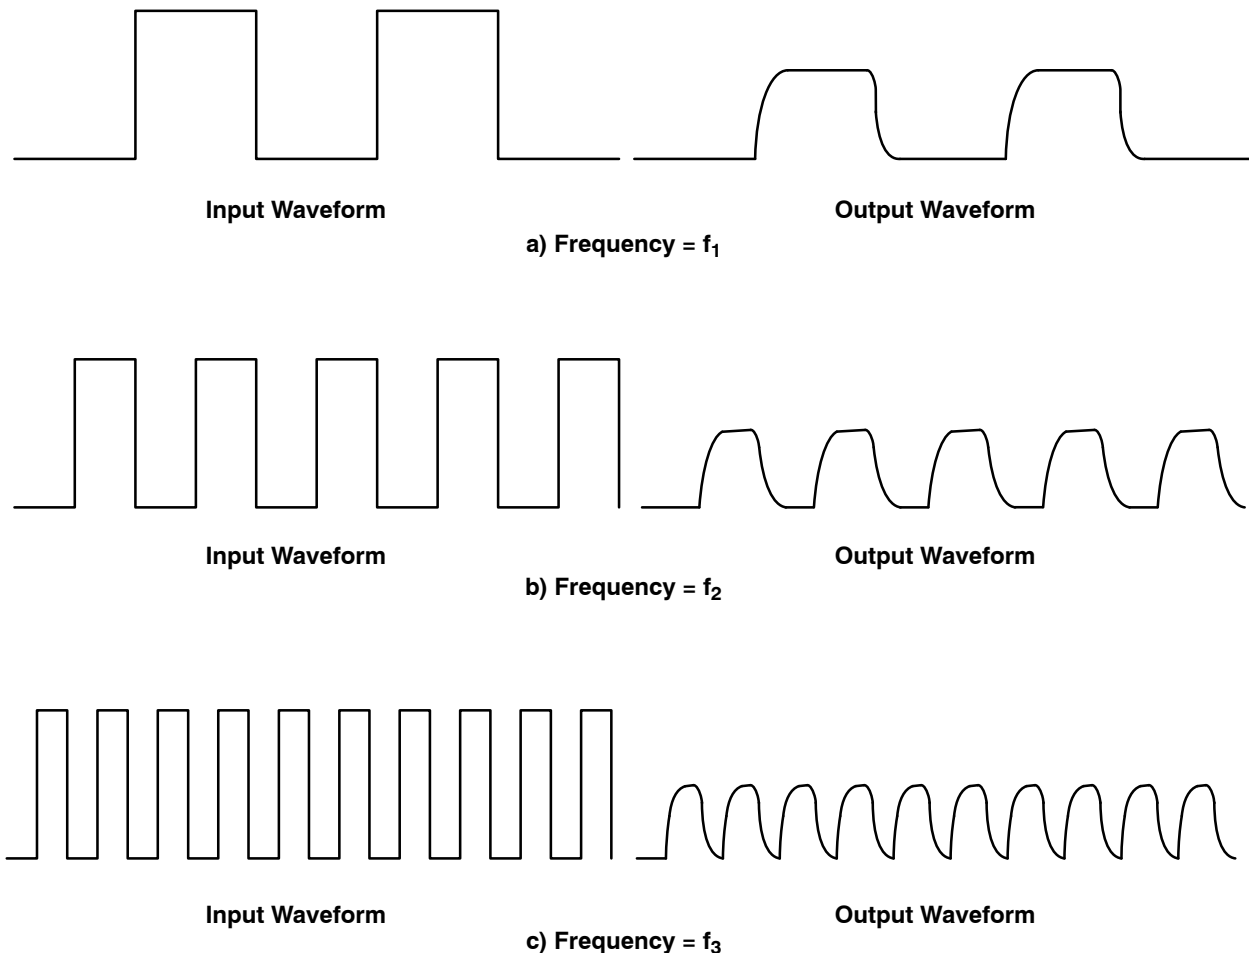 Input Waveform
Output Waveform
a) Frequency = f₁
Input Waveform
Output Waveform
b) Frequency = f₂
Input Waveform
Output Waveform
c) Frequency = f₃